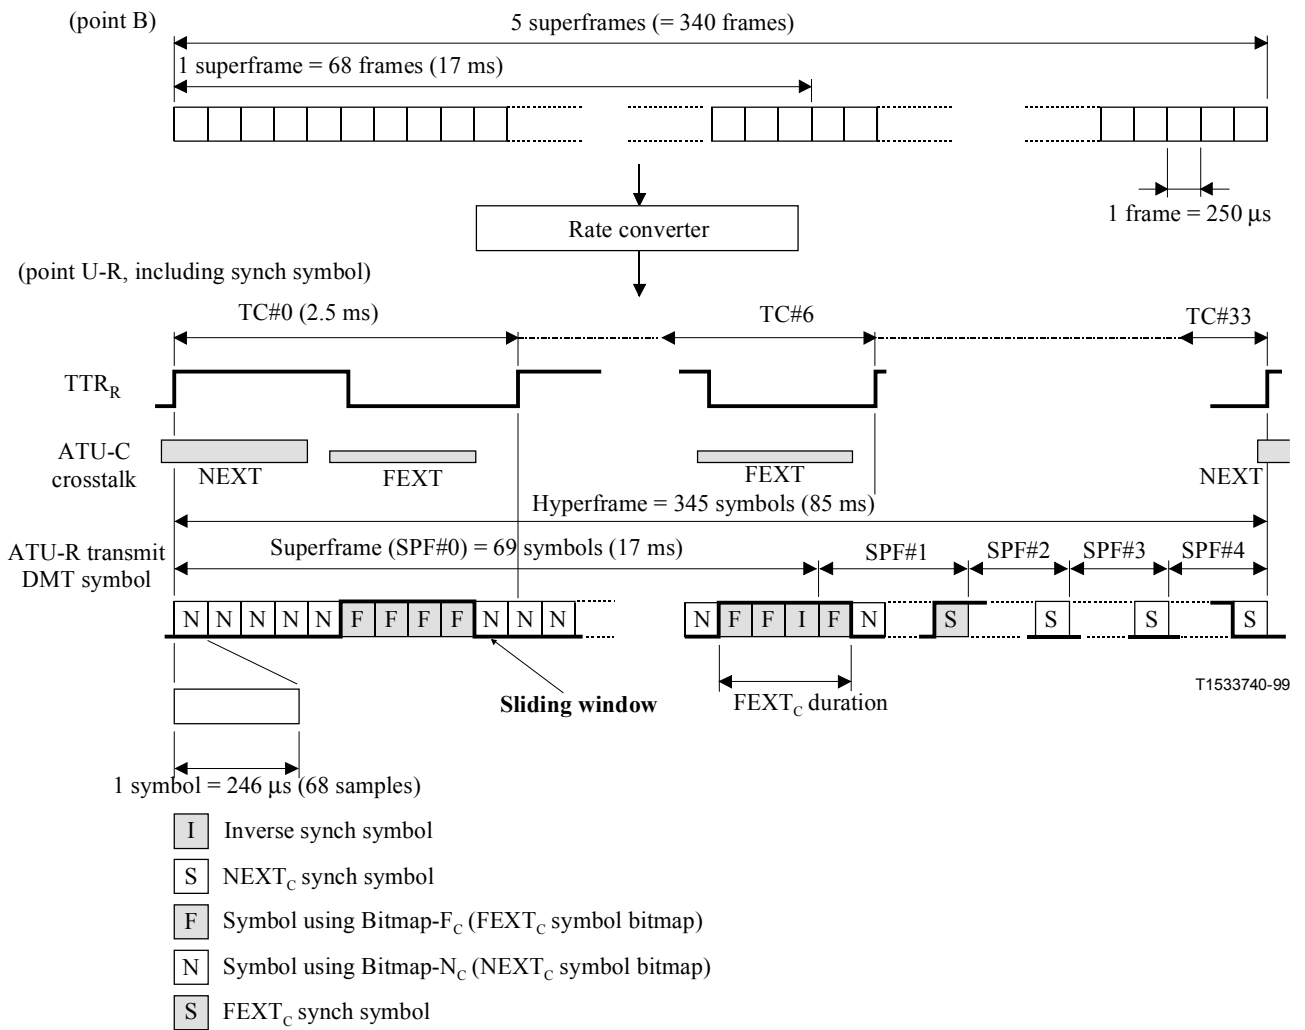 (point B)
5 superframes (= 340 frames)
1 superframe = 68 frames (17 ms)
1 frame = 250 μs
Rate converter
(point U-R, including synch symbol)
TC#0 (2.5 ms)
TC#6
TC#33
TTR_R
ATU-C
crosstalk
NEXT
FEXT
FEXT
NEXT
Hyperframe = 345 symbols (85 ms)
ATU-R transmit
DMT symbol
Superframe (SPF#0) = 69 symbols (17 ms)
SPF#1
SPF#2
SPF#3
SPF#4
N N N N N F F F F N N N
N F F I F N
S
S
S
S
Sliding window
FEXT_C duration
T1533740-99
1 symbol = 246 μs (68 samples)
I Inverse synch symbol
S NEXT_C synch symbol
F Symbol using Bitmap-F_C (FEXT_C symbol bitmap)
N Symbol using Bitmap-N_C (NEXT_C symbol bitmap)
S FEXT_C synch symbol